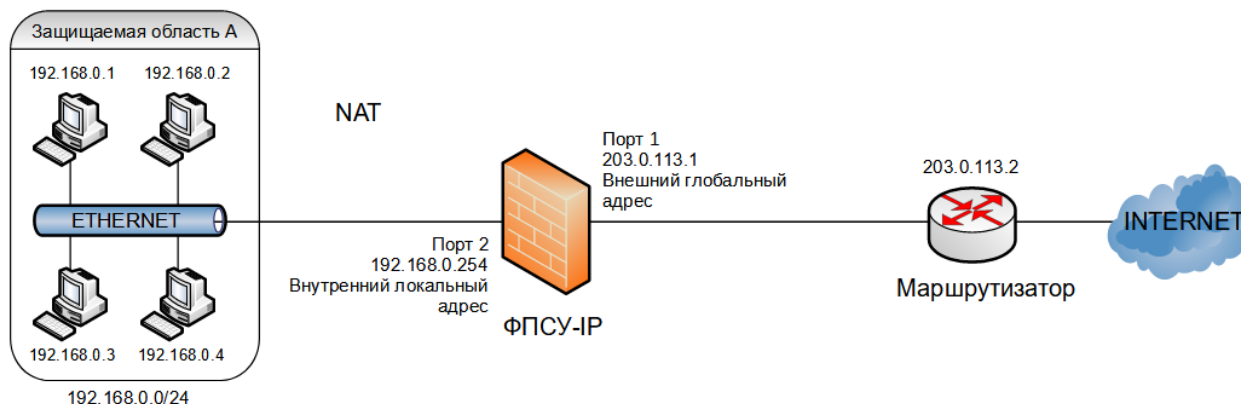 Защищаемая область А
192.168.0.1
192.168.0.2
ETHERNET
192.168.0.3
192.168.0.4
192.168.0.0/24
NAT
Порт 2
192.168.0.254
Внутренний локальный
адрес
Порт 1
203.0.113.1
Внешний глобальный
адрес
ФПСУ-IP
203.0.113.2
Маршрутизатор
INTERNET